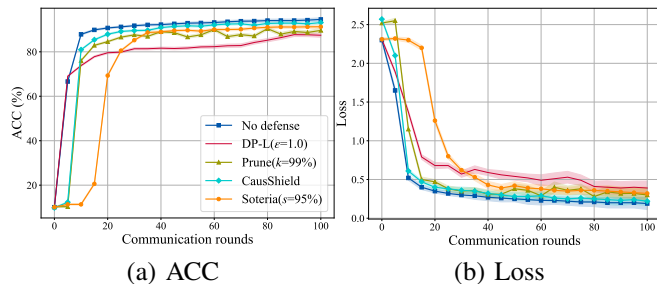 100
80
60
40
20
ACC (%)
No defense
DP-L(ε=1.0)
Prune(k=99%)
CausShield
Soteria(s=95%)
0 20 40 60 80 100
Communication rounds
(a) ACC
2.5
2.0
1.5
1.0
0.5
0.0
Loss
0 20 40 60 80 100
Communication rounds
(b) Loss